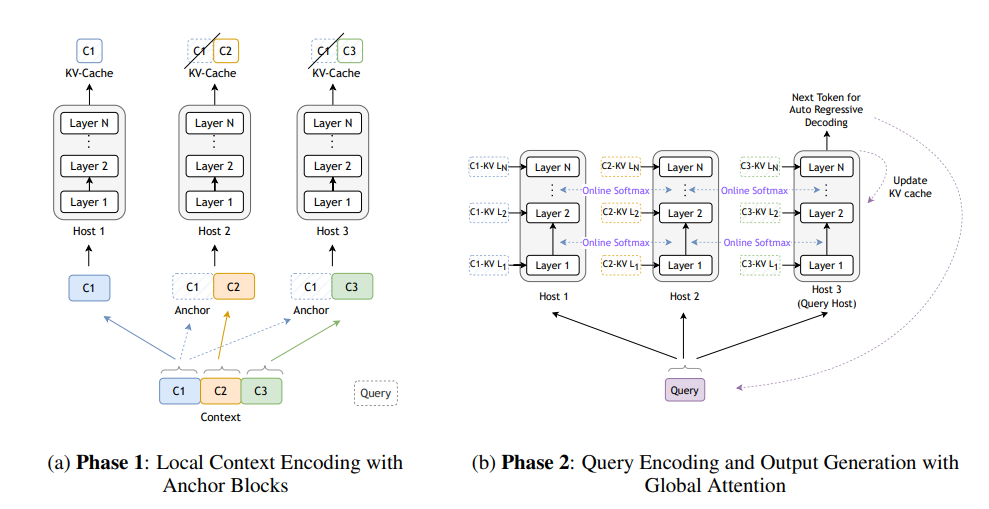 C1
C1 C2
C1 C3
KV-Cache
KV-Cache
KV-Cache
Layer N
Layer N
Layer N
Layer 2
Layer 2
Layer 2
Layer 1
Layer 1
Layer 1
Host 1
Host 2
Host 3
C1
C1 C2
C1 C3
Anchor
Anchor
C1 C2 C3
Context
Query
(a) Phase 1: Local Context Encoding with
Anchor Blocks
Next Token for
Auto Regressive
Decoding
C1-KV L_N
Layer N
C2-KV L_N
Layer N
C3-KV L_N
Layer N
Update
KV cache
Online Softmax
Online Softmax
C1-KV L_2
Layer 2
C2-KV L_2
Layer 2
C3-KV L_2
Layer 2
Online Softmax
Online Softmax
C1-KV L_1
Layer 1
C2-KV L_1
Layer 1
C3-KV L_1
Layer 1
Host 1
Host 2
Host 3
(Query Host)
Query
(b) Phase 2: Query Encoding and Output Generation with
Global Attention